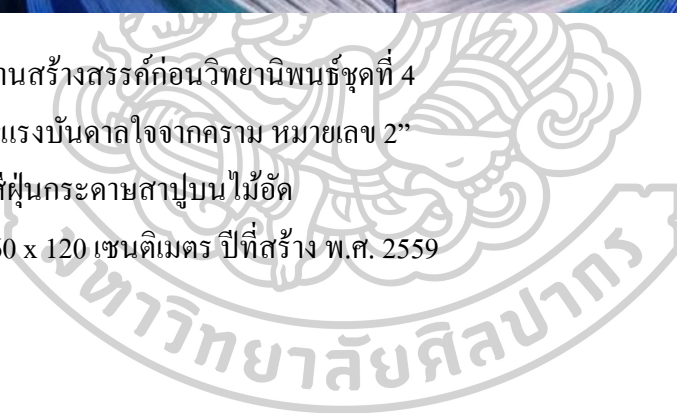 านสร้างสรรค์ก่อนวิทยานิพนธ์ชุดที่ 4
แรงบันดาลใจจากคราม หมายเลข 2”
สีฝุ่นกระดาษสาปูบนไม้อัด
60 x 120 เซนติเมตร ปีที่สร้าง พ.ศ. 2559
มหาวิทยาลัยศิลปากร